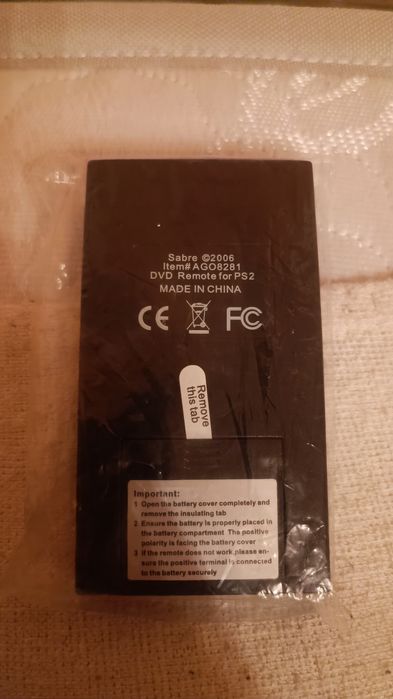 Sabre ©2006
Item# AGO8281
DVD Remote for PS2
MADE IN CHINA
CE FC
Remove
this tab
Important:
1 Open the battery cover completely and
remove the insulating tab
2 Ensure the battery is properly placed in
the battery compartment The positive
polarity is facing the battery cover
3 If the remote does not work,please en-
sure the positive terminal is connected
to the battery securely